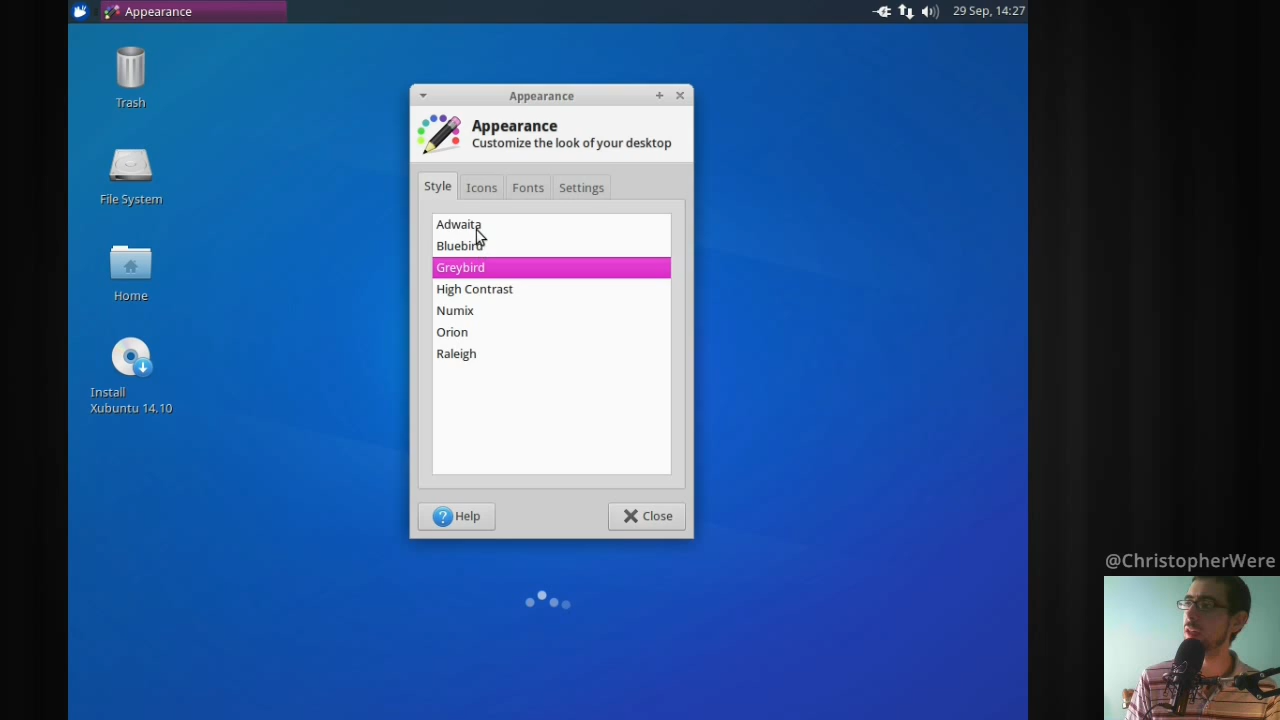 Appearance
29 Sep, 14:27
Trash
File System
Home
Install
Xubuntu 14.10
Appearance
Appearance
Customize the look of your desktop
Style
Icons
Fonts
Settings
Adwaita
Bluebird
Greybird
High Contrast
Numix
Orion
Raleigh
Help
Close
@ChristopherWere